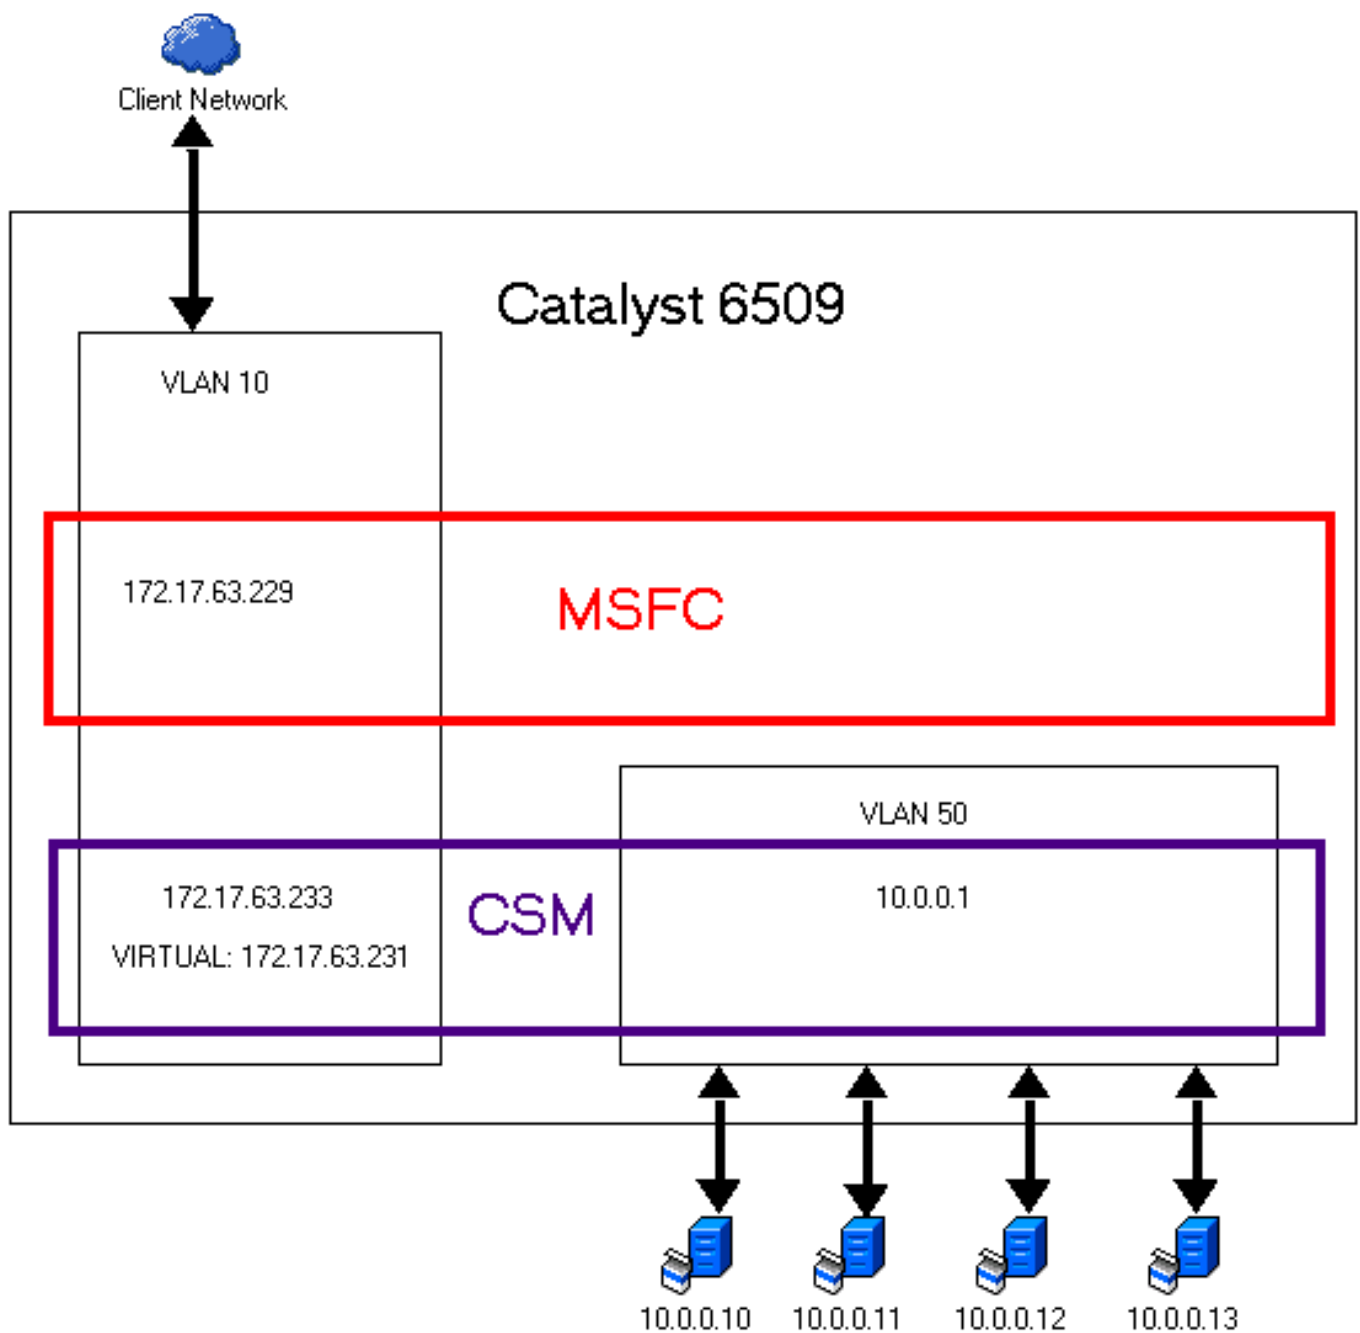 Client Network
Catalyst 6509
VLAN 10
172.17.63.229
MSFC
VLAN 50
172.17.63.233
CSM
10.0.0.1
VIRTUAL: 172.17.63.231
10.0.0.10
10.0.0.11
10.0.0.12
10.0.0.13